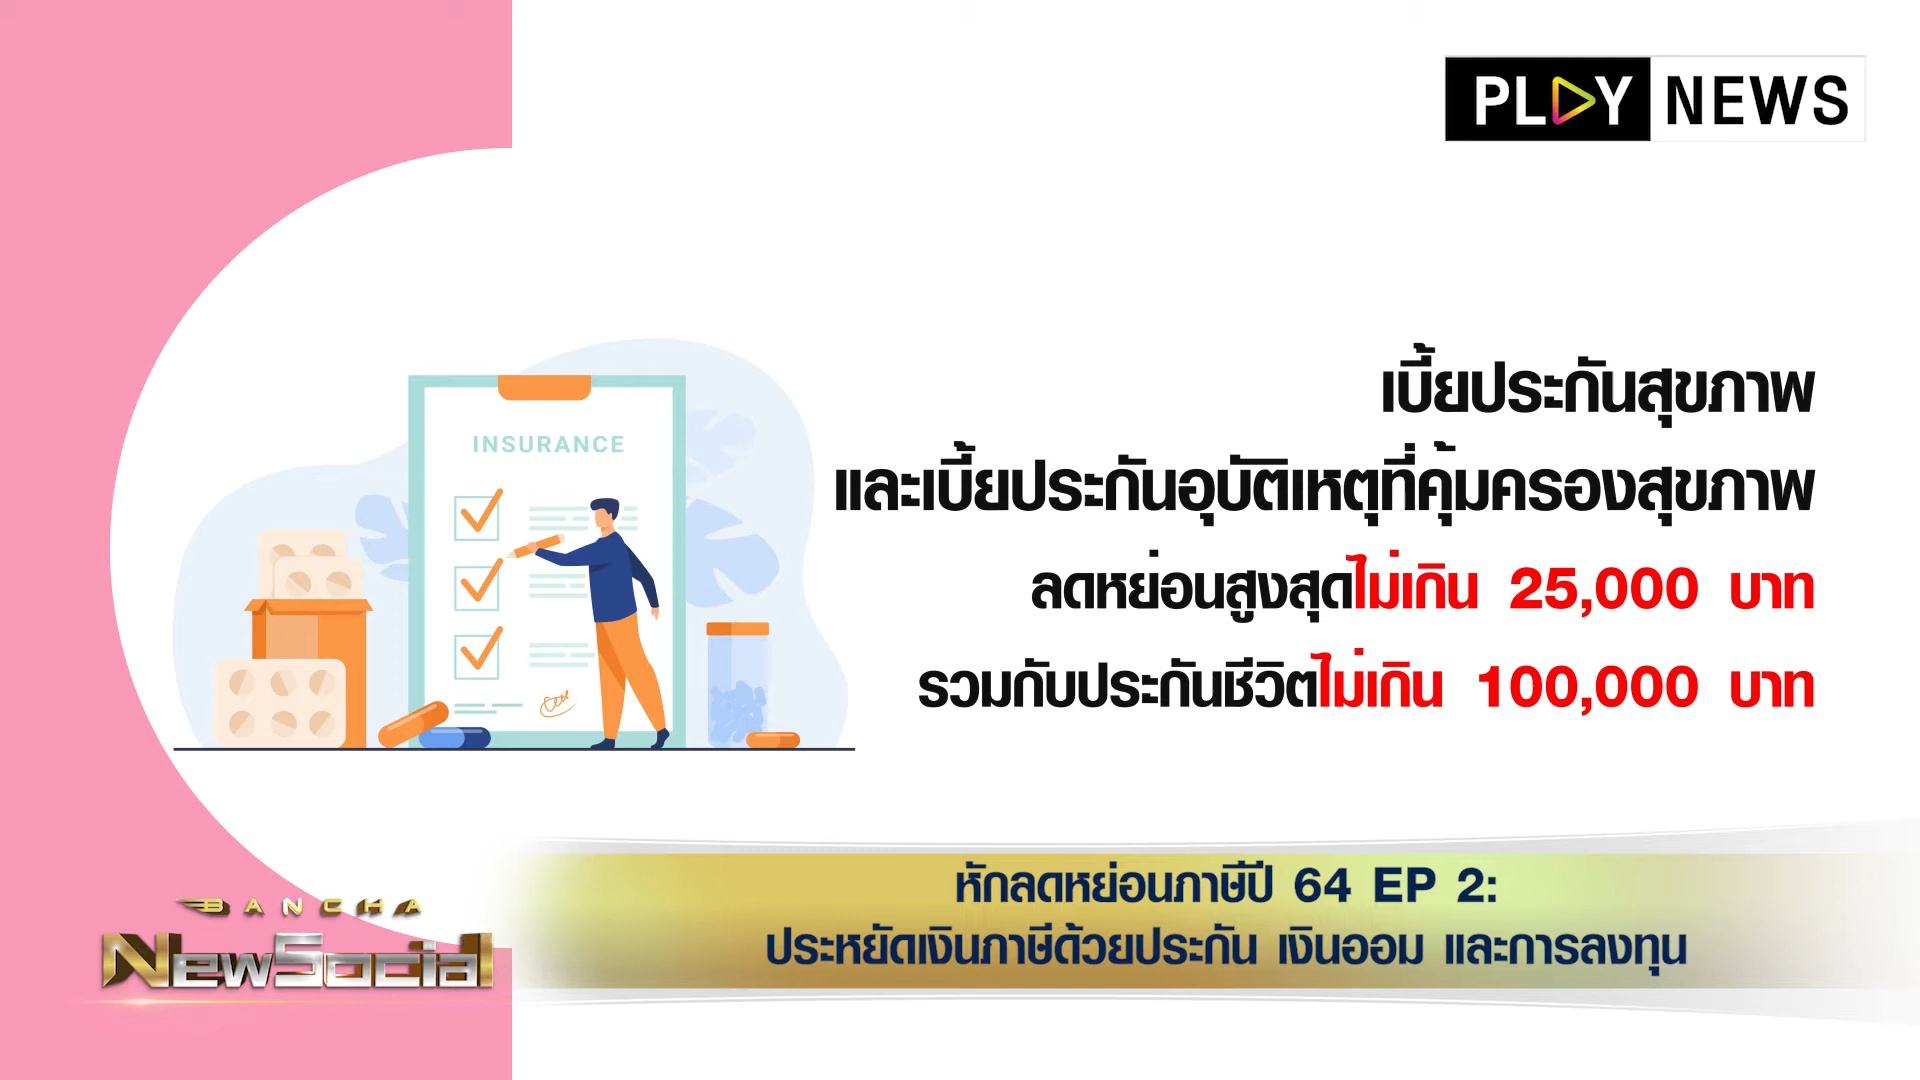 PLAY NEWS
INSURANCE
เบี้ยประกันสุขภาพ
และเบี้ยประกันอุบัติเหตุที่คุ้มครองสุขภาพ
ลดหย่อนสูงสุดไม่เกิน 25,000 บาท
รวมกับประกันชีวิตไม่เกิน 100,000 บาท
หักลดหย่อนภาษีปี 64 EP 2:
ประหยัดเงินภาษีด้วยประกัน เงินออม และการลงทุน
BANCHA
NewSocial